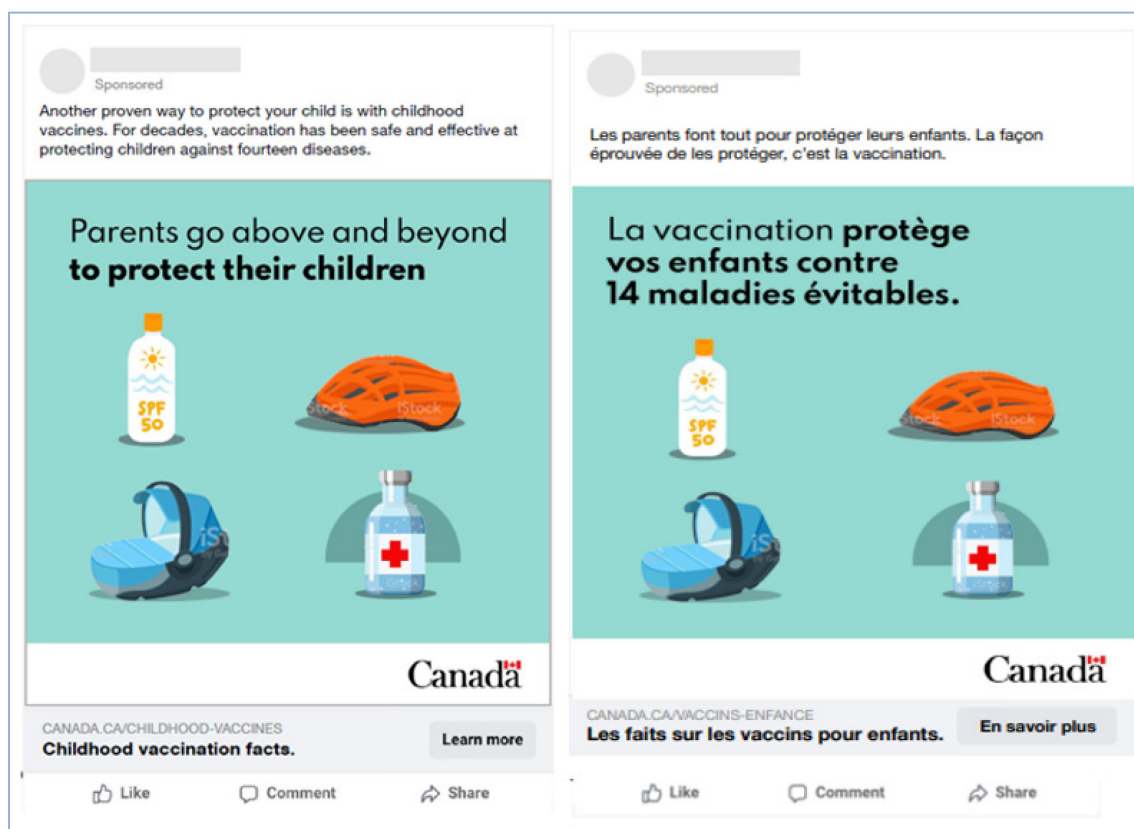 Sponsored
Another proven way to protect your child is with childhood
vaccines. For decades, vaccination has been safe and effective at
protecting children against fourteen diseases.
Parents go above and beyond
to protect their children
SPF
50
iStock
iStock
iStock
Canada
CANADA.CA/CHILDHOOD-VACCINES
Childhood vaccination facts.
Learn more
Like
Comment
Share
Sponsored
Les parents font tout pour protéger leurs enfants. La façon
éprouvée de les protéger, c'est la vaccination.
La vaccination protège
vos enfants contre
14 maladies évitables.
SPF
50
iStock
iStock
Canada
CANADA.CA/VACCINS-ENFANCE
Les faits sur les vaccins pour enfants.
En savoir plus
Like
Comment
Share